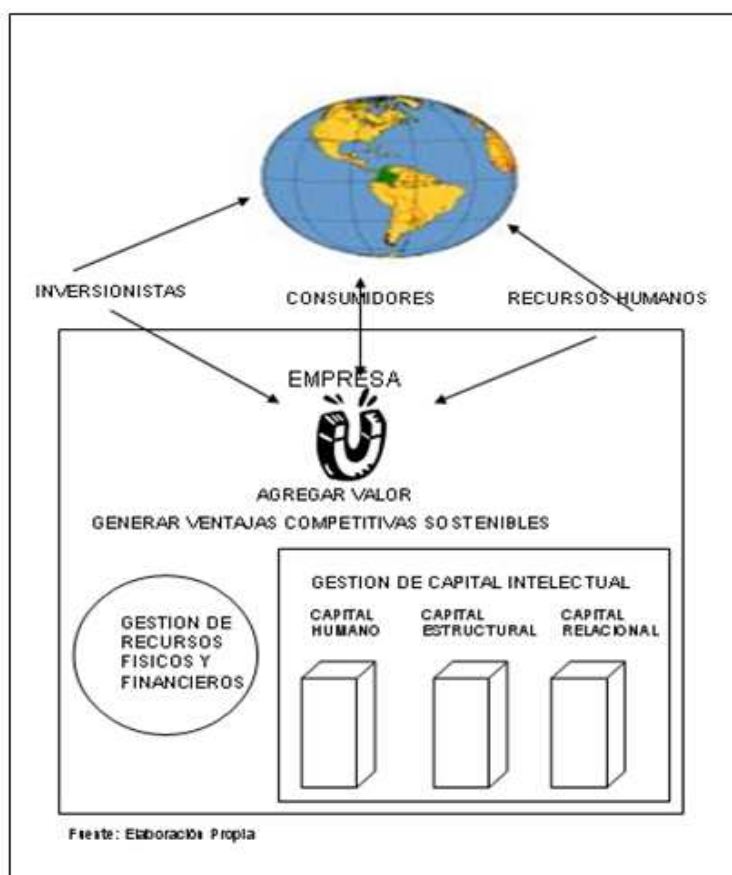 INVERSIONISTAS
CONSUMIDORES
RECURSOS HUMANOS
EMPRESA
AGREGAR VALOR
GENERAR VENTAJAS COMPETITIVAS SOSTENIBLES
GESTION DE
RECURSOS
FISICOS Y
FINANCIEROS
GESTION DE CAPITAL INTELECTUAL
CAPITAL
HUMANO
CAPITAL
ESTRUCTURAL
CAPITAL
RELACIONAL
Fuente: Elaboración Propia